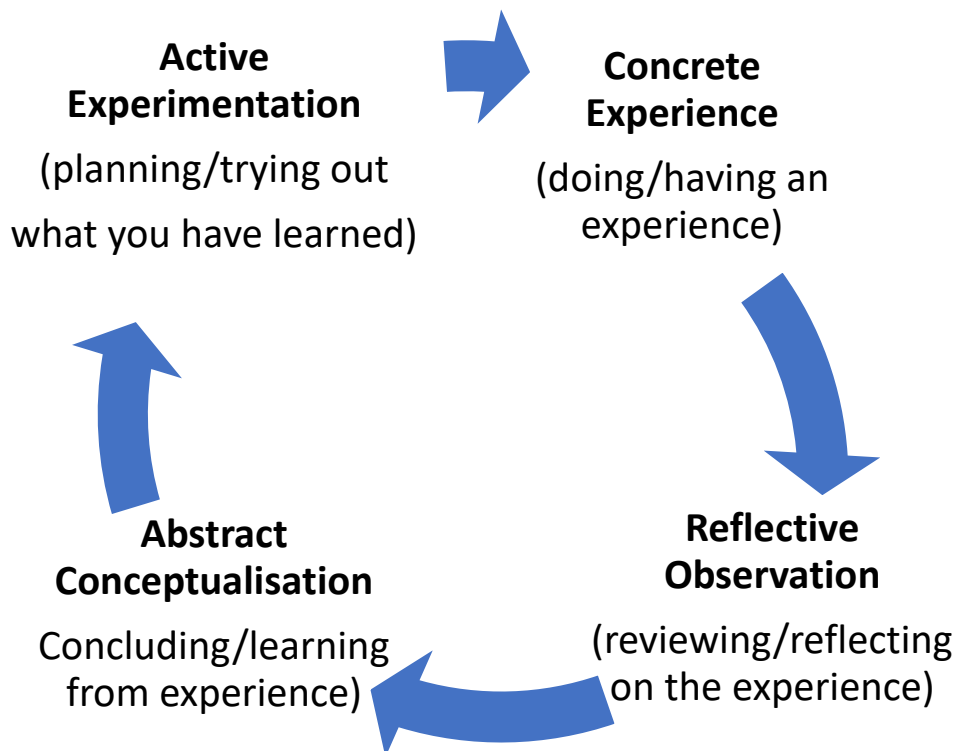 Active
Experimentation
(planning/trying out
what you have learned)
Concrete
Experience
(doing/having an
experience)
Reflective
Observation
(reviewing/reflecting
on the experience)
Abstract
Conceptualisation
Concluding/learning
from experience)